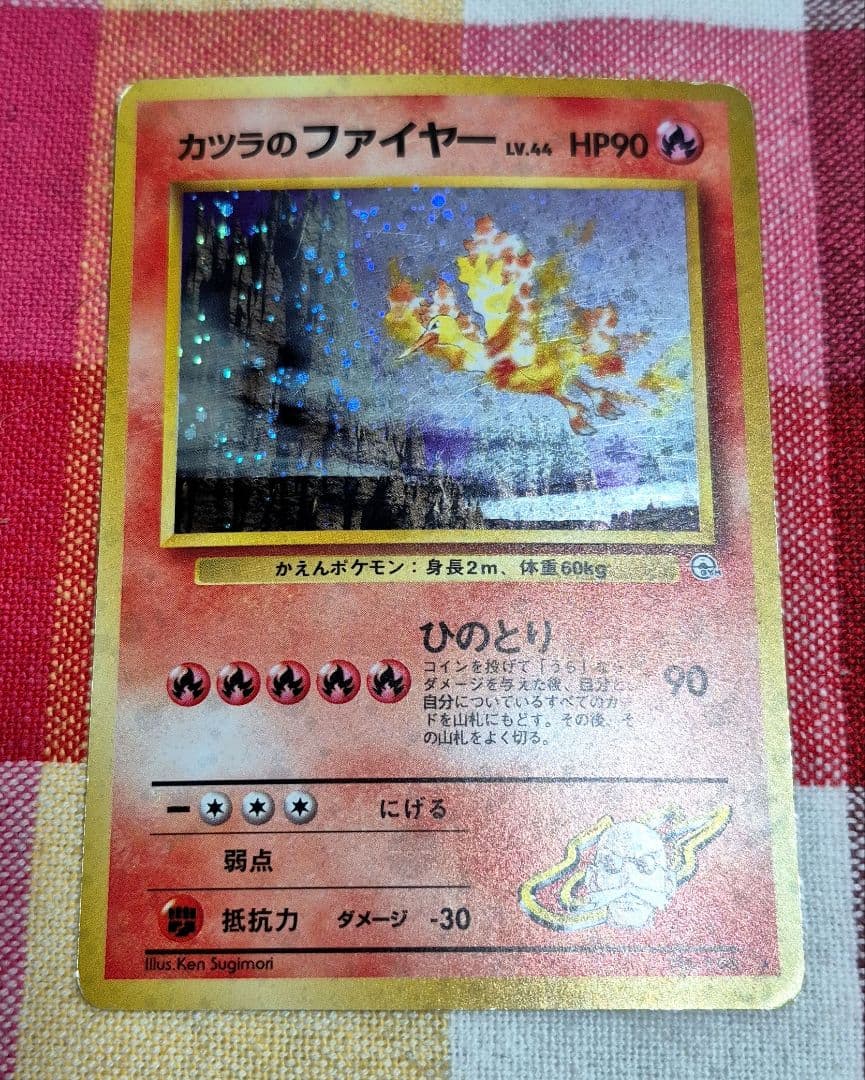 カツラのファイヤー LV.44 HP90
かえんポケモン：身長2m、体重60kg
GYM
ひのとり
コインを投げて「うら」なら
ダメージを与えた後、自分と、
自分についているすべてのカー
ドを山札にもどす。その後、そ
の山札をよく切る。
90
にげる
弱点
抵抗力 ダメージ -30
Illus.Ken Sugimori